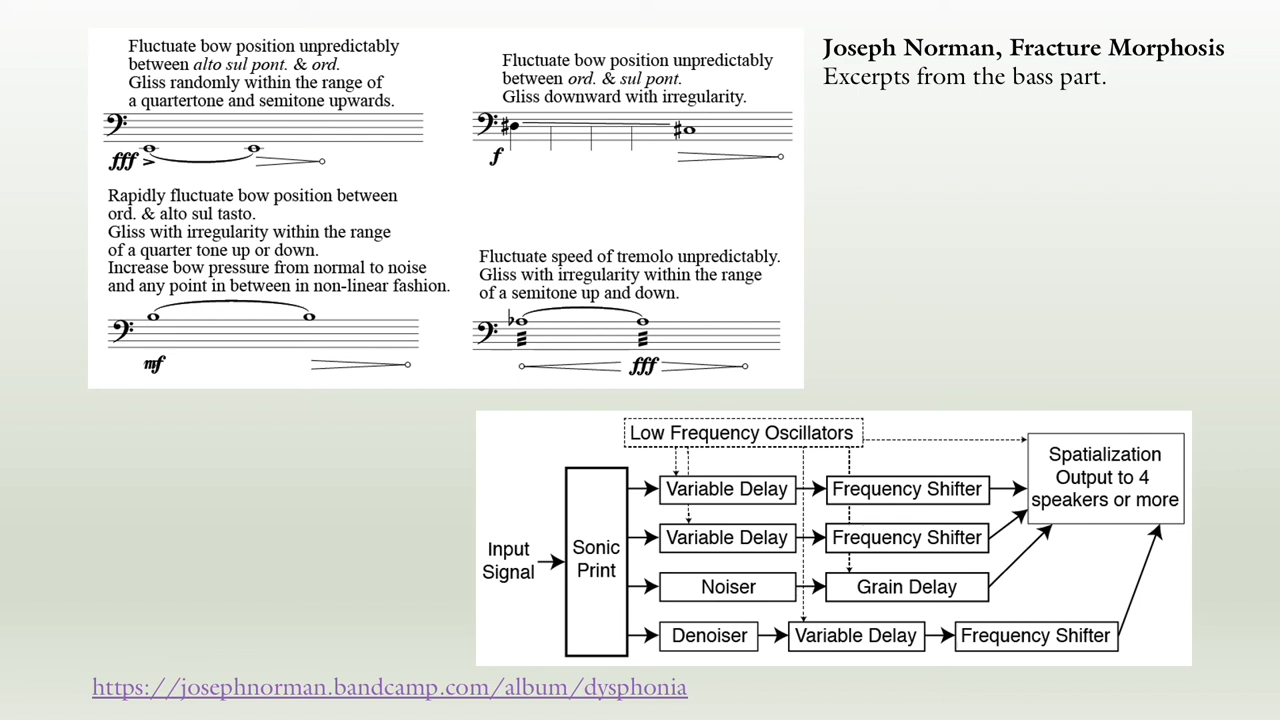 Joseph Norman, Fracture Morphosis
Excerpts from the bass part.
Fluctuate bow position unpredictably
between alto sul pont. & ord.
Gliss randomly within the range of
a quartertone and semitone upwards.
fff
Fluctuate bow position unpredictably
between ord. & sul pont.
Gliss downward with irregularity.
f
Rapidly fluctuate bow position between
ord. & alto sul tasto.
Gliss with irregularity within the range
of a quarter tone up or down.
Increase bow pressure from normal to noise
and any point in between in non-linear fashion.
mf
Fluctuate speed of tremolo unpredictably.
Gliss with irregularity within the range
of a semitone up and down.
fff
Low Frequency Oscillators
Spatialization
Output to 4
speakers or more
Input
Signal
Sonic
Print
Variable Delay
Frequency Shifter
Variable Delay
Frequency Shifter
Noiser
Grain Delay
Denoiser
Variable Delay
Frequency Shifter
https://josephnorman.bandcamp.com/album/dysphonia